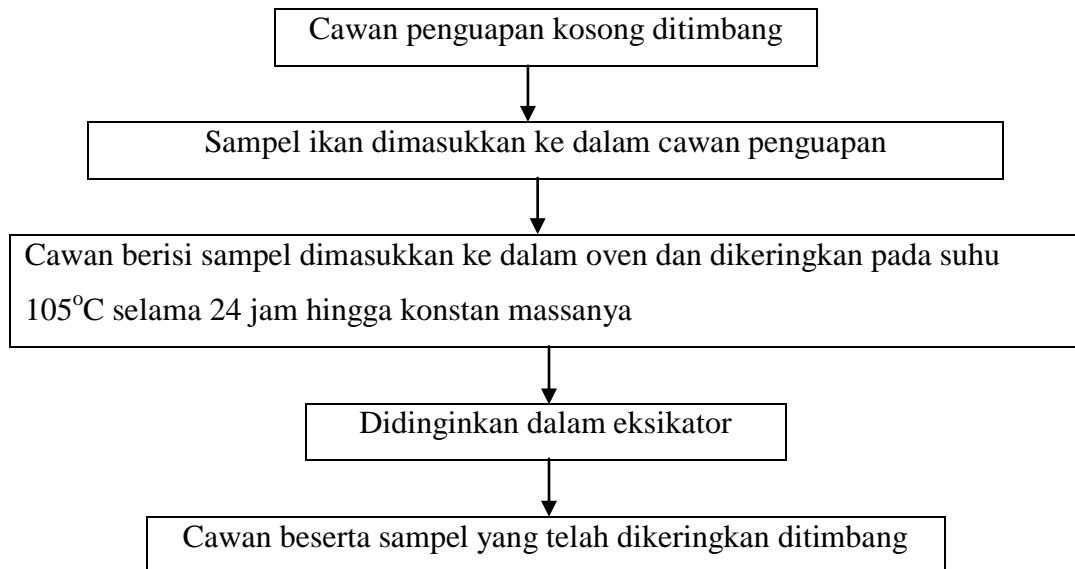 Cawan penguapan kosong ditimbang
Sampel ikan dimasukkan ke dalam cawan penguapan
Cawan berisi sampel dimasukkan ke dalam oven dan dikeringkan pada suhu
105°C selama 24 jam hingga konstan massanya
Didinginkan dalam eksikator
Cawan beserta sampel yang telah dikeringkan ditimbang